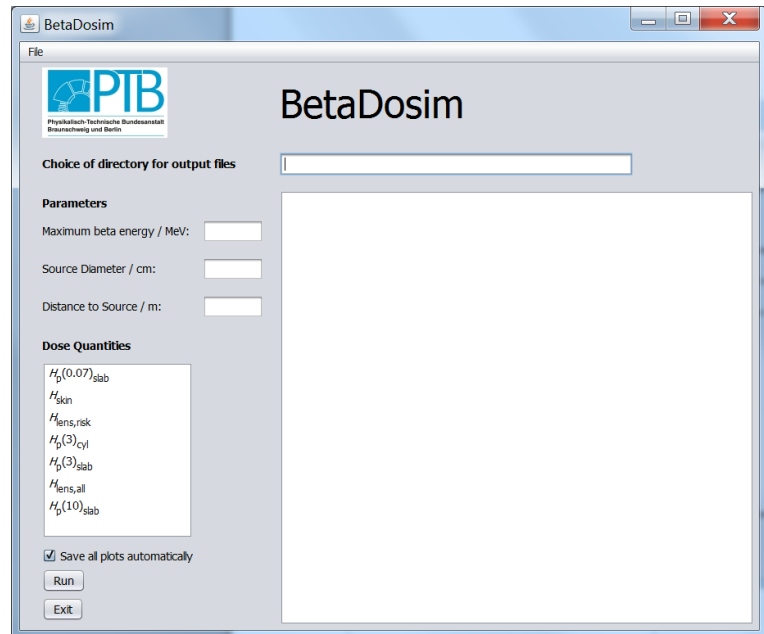 BetaDosim
File
PTB
Physikalisch-Technische Bundesanstalt
Braunschweig und Berlin
BetaDosim
Choice of directory for output files
Parameters
Maximum beta energy / MeV:
Source Diameter / cm:
Distance to Source / m:
Dose Quantities
Hp(0.07)slab
Hskin
Hlens,risk
Hp(3)cyl
Hp(3)slab
Hlens,all
Hp(10)slab
Save all plots automatically
Run
Exit